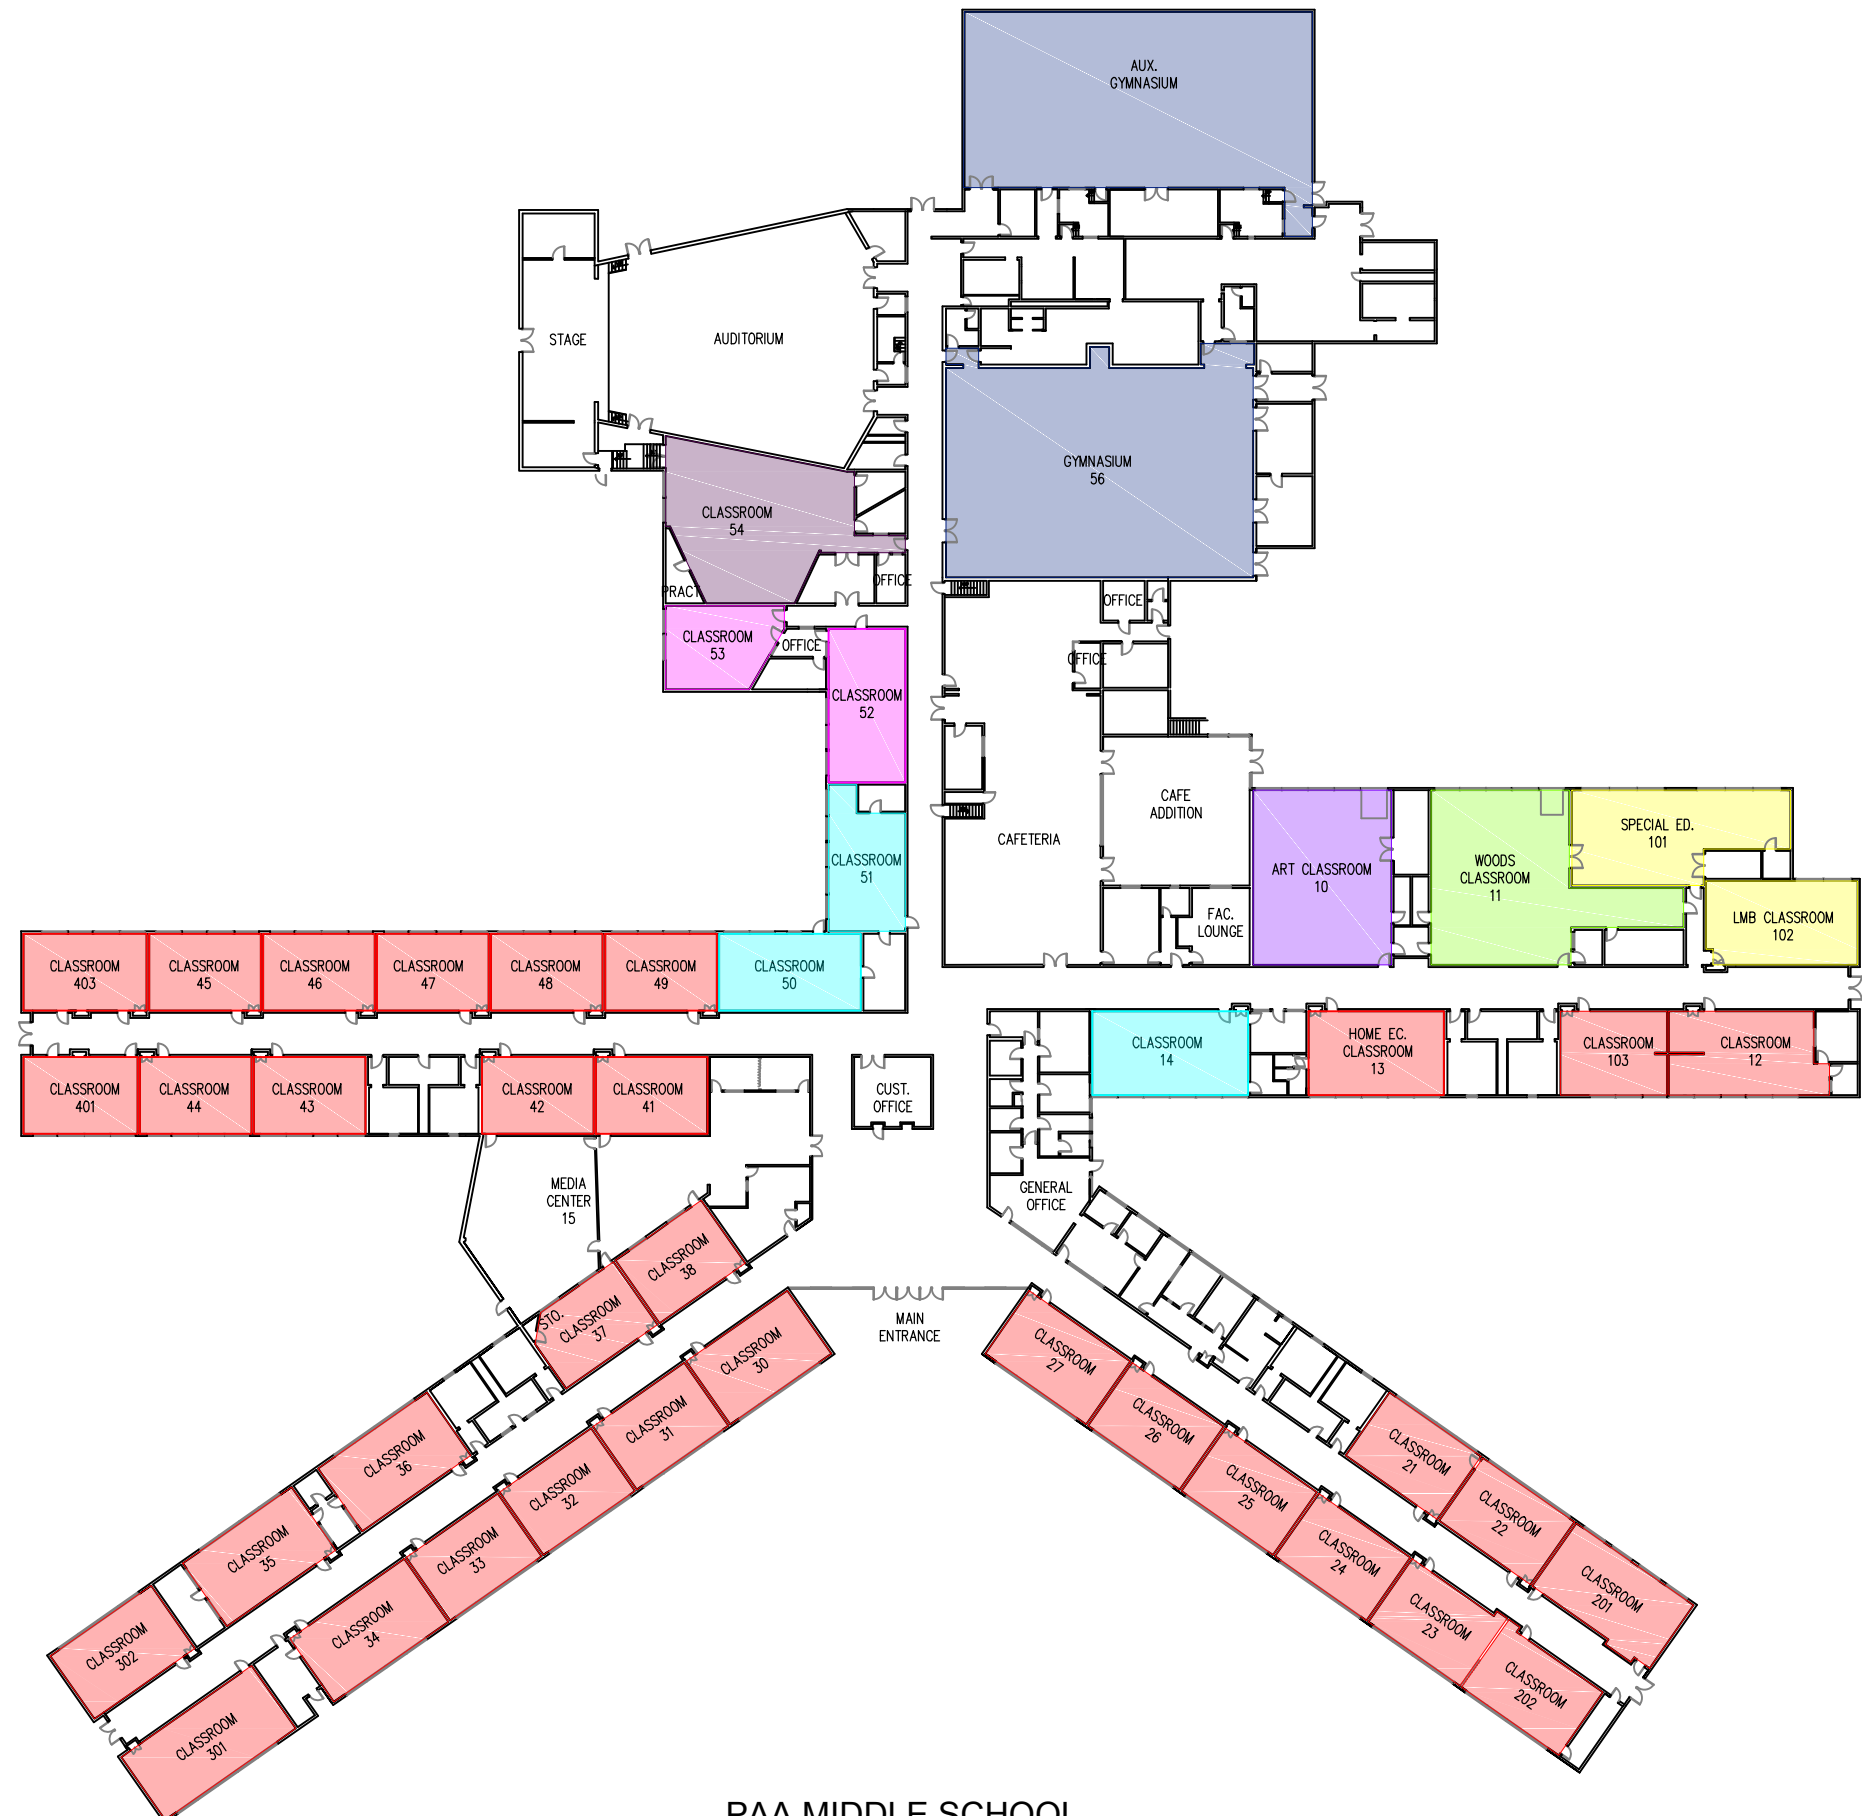 AUX.
GYMNASIUM
STAGE
AUDITORIUM
GYMNASIUM
56
CLASSROOM
54
PRACT
OFFICE
OFFICE
CLASSROOM
53
OFFICE
OFFICE
CLASSROOM
52
CAFE
ADDITION
CAFETERIA
CLASSROOM
51
ART CLASSROOM
10
WOODS
CLASSROOM
11
SPECIAL ED.
101
FAC.
LOUNGE
LMB CLASSROOM
102
CLASSROOM
403
CLASSROOM
45
CLASSROOM
46
CLASSROOM
47
CLASSROOM
48
CLASSROOM
49
CLASSROOM
50
CLASSROOM
14
HOME EC.
CLASSROOM
13
CLASSROOM
103
CLASSROOM
12
CLASSROOM
401
CLASSROOM
44
CLASSROOM
43
CLASSROOM
42
CLASSROOM
41
CUST.
OFFICE
MEDIA
CENTER
15
GENERAL
OFFICE
CLASSROOM
38
STO.
CLASSROOM
37
MAIN
ENTRANCE
CLASSROOM
30
CLASSROOM
27
CLASSROOM
31
CLASSROOM
26
CLASSROOM
36
CLASSROOM
21
CLASSROOM
32
CLASSROOM
25
CLASSROOM
22
CLASSROOM
35
CLASSROOM
33
CLASSROOM
24
CLASSROOM
201
CLASSROOM
34
CLASSROOM
23
CLASSROOM
302
CLASSROOM
202
CLASSROOM
301
PAA MIDDLE SCHOOL